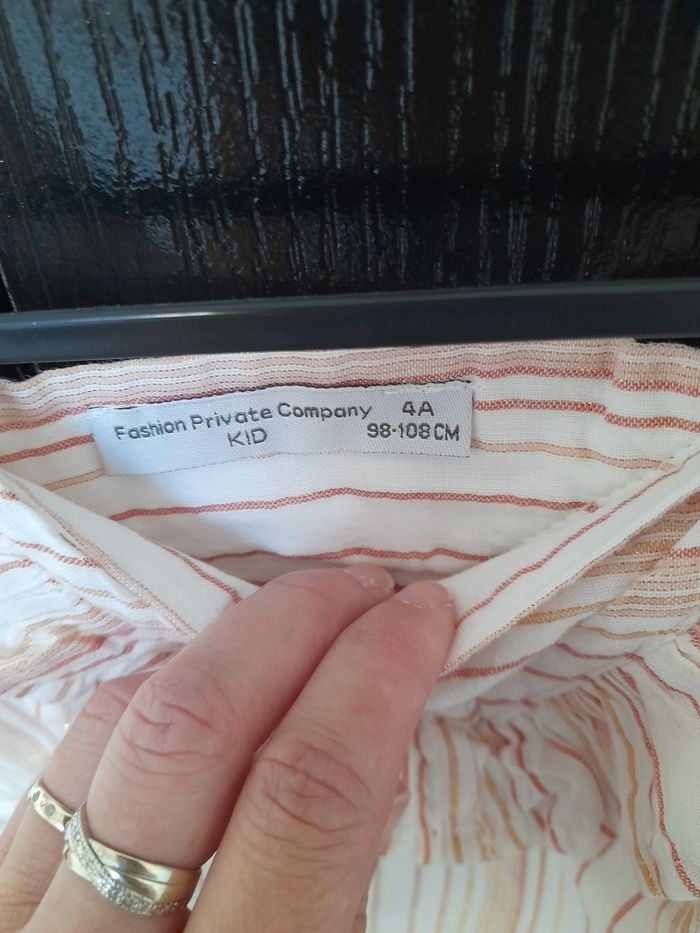 Fashion Private Company 4A
KID 98-108 CM